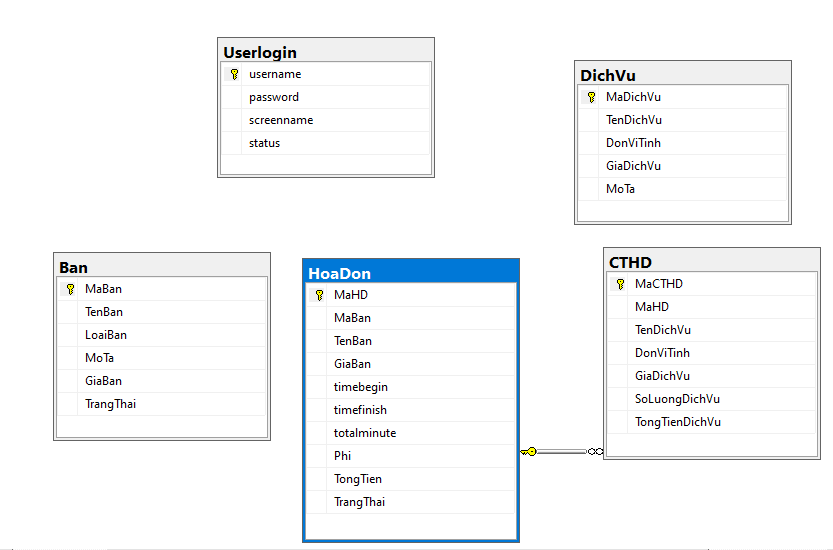 Userlogin
username
password
screenname
status
DichVu
MaDichVu
TenDichVu
DonViTinh
GiaDichVu
MoTa
Ban
MaBan
TenBan
LoaiBan
MoTa
GiaBan
TrangThai
HoaDon
MaHD
MaBan
TenBan
GiaBan
timebegin
timefinish
totalminute
Phi
TongTien
TrangThai
CTHD
MaCTHD
MaHD
TenDichVu
DonViTinh
GiaDichVu
SoLuongDichVu
TongTienDichVu